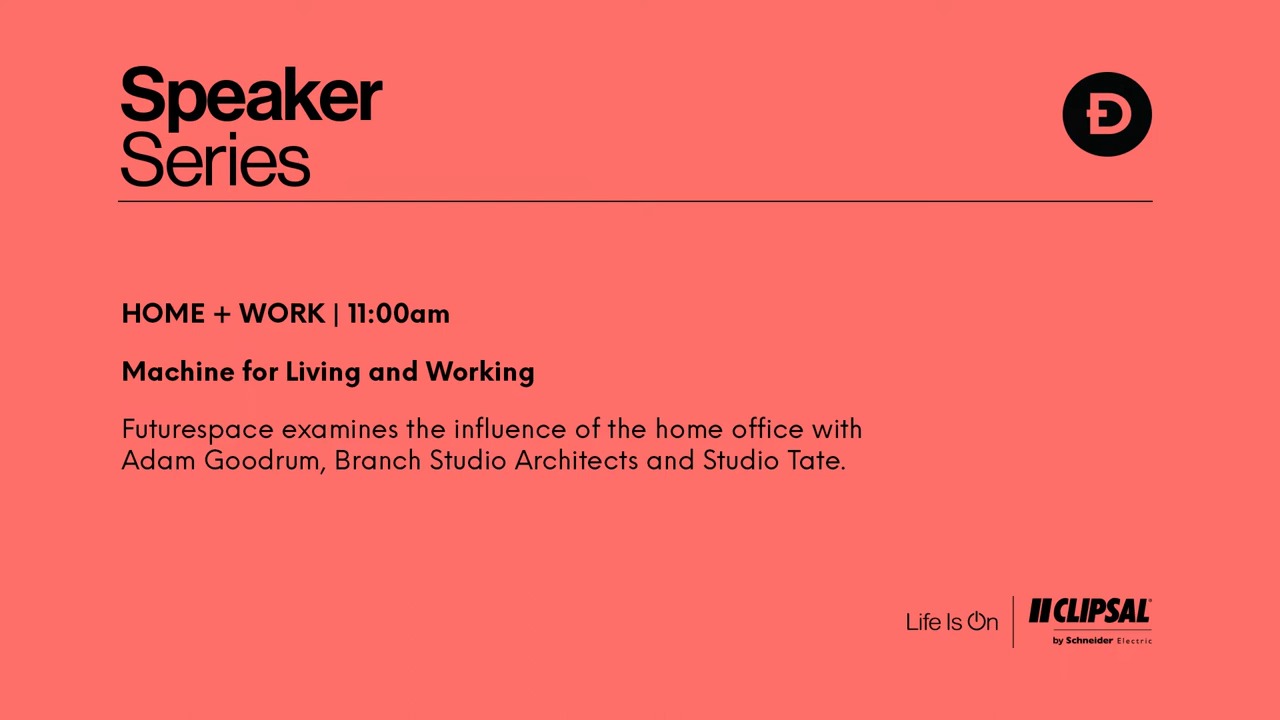 Speaker
Series
Đ
HOME + WORK | 11:00am
Machine for Living and Working
Futurespace examines the influence of the home office with
Adam Goodrum, Branch Studio Architects and Studio Tate.
Life Is On
CLIPSAL®
by Schneider Electric